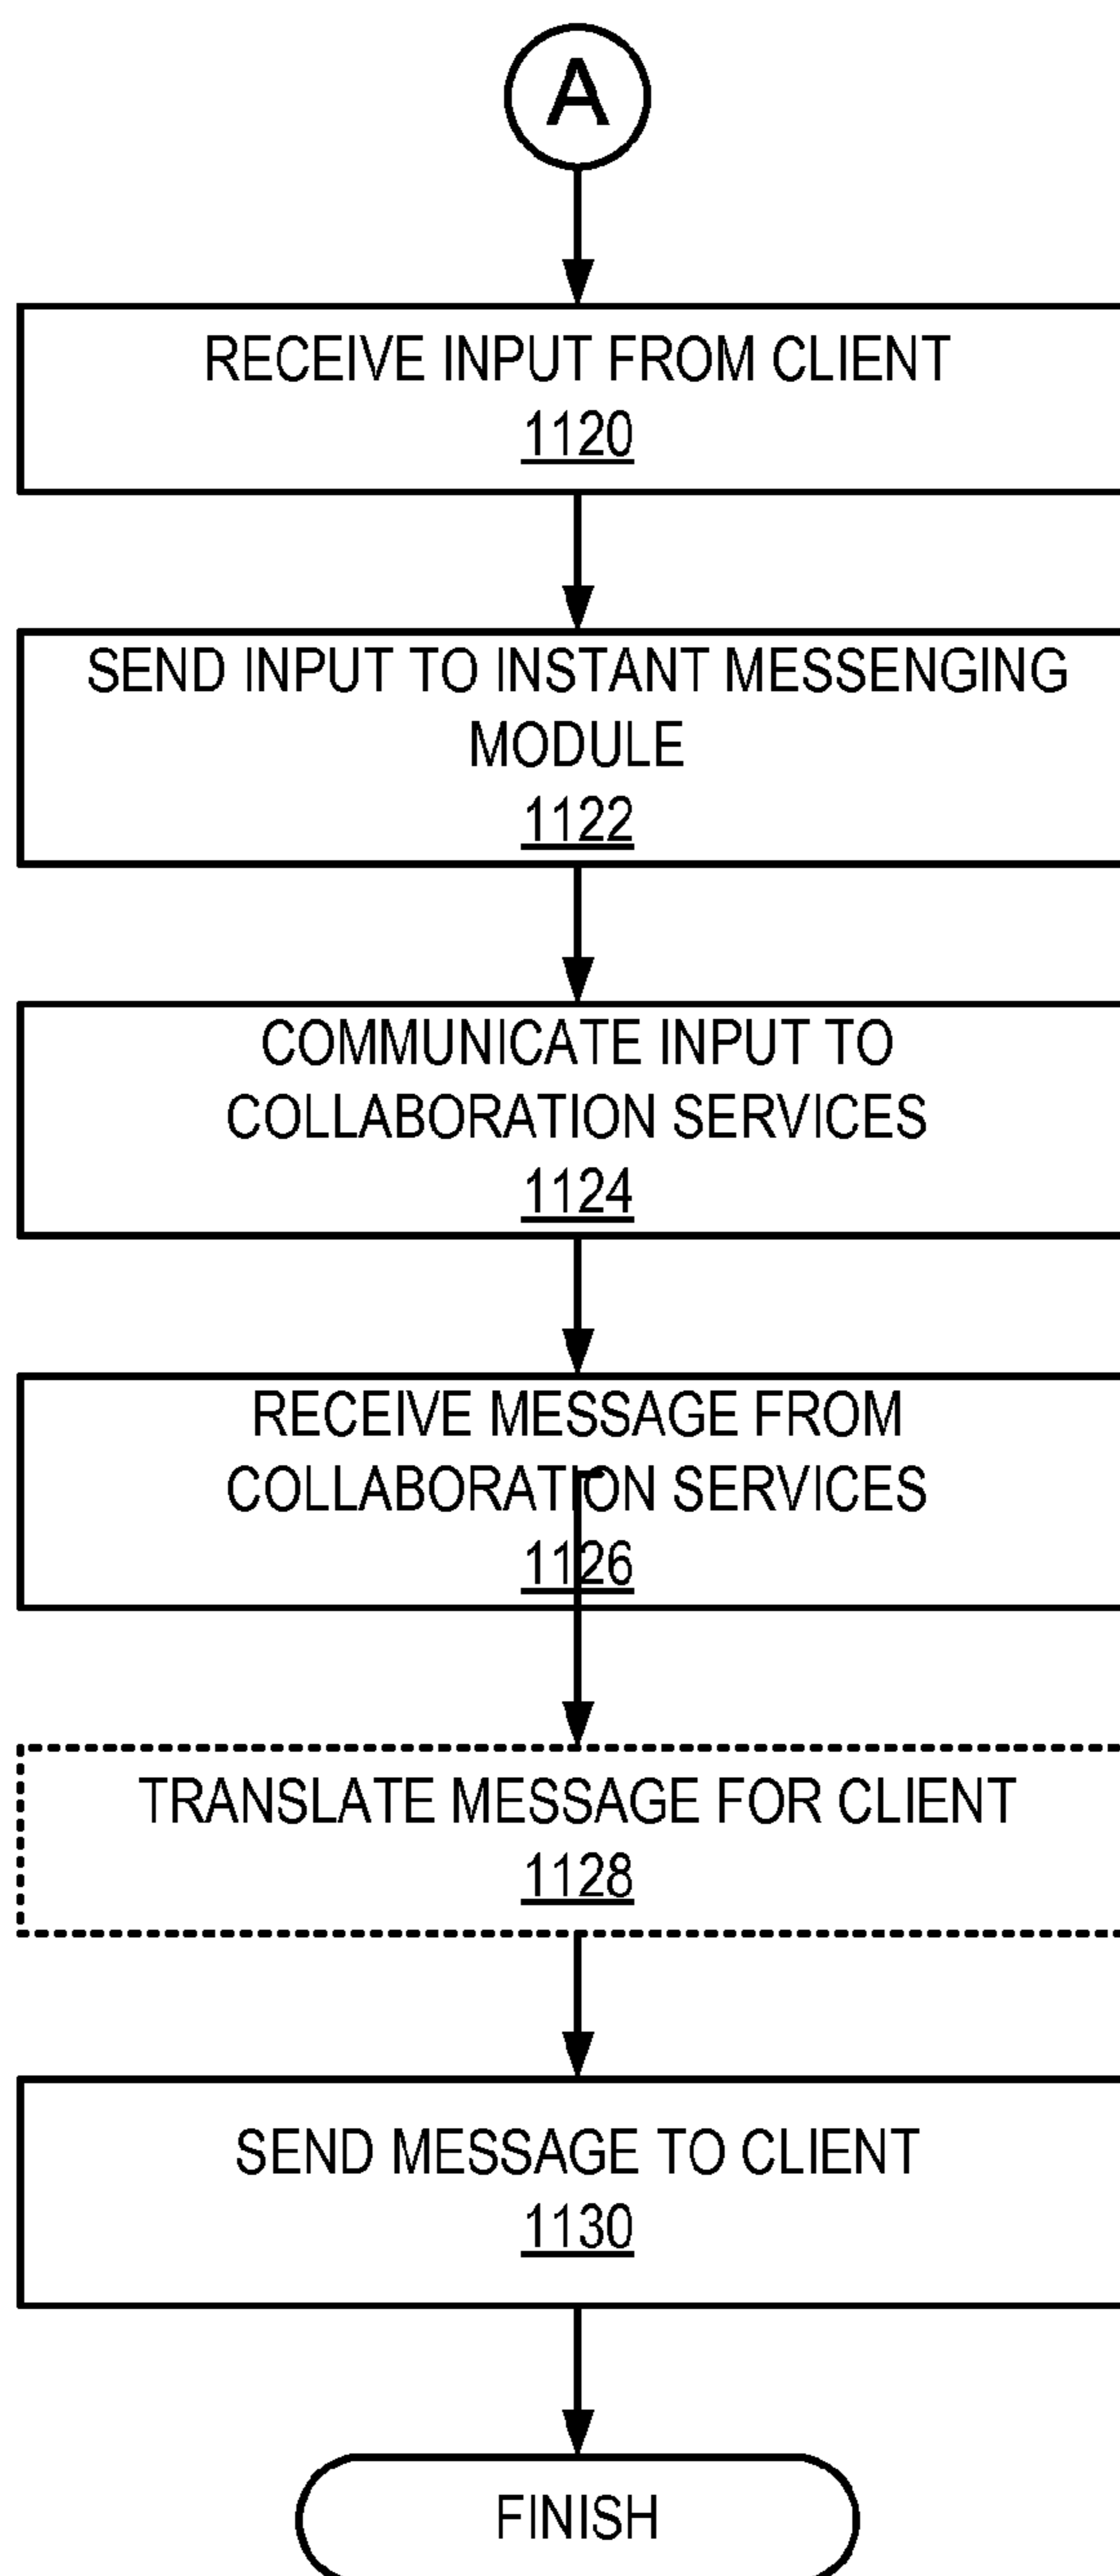 A
RECEIVE INPUT FROM CLIENT
1120
SEND INPUT TO INSTANT MESSENGING
MODULE
1122
COMMUNICATE INPUT TO
COLLABORATION SERVICES
1124
RECEIVE MESSAGE FROM
COLLABORATION SERVICES
1126
TRANSLATE MESSAGE FOR CLIENT
1128
SEND MESSAGE TO CLIENT
1130
FINISH